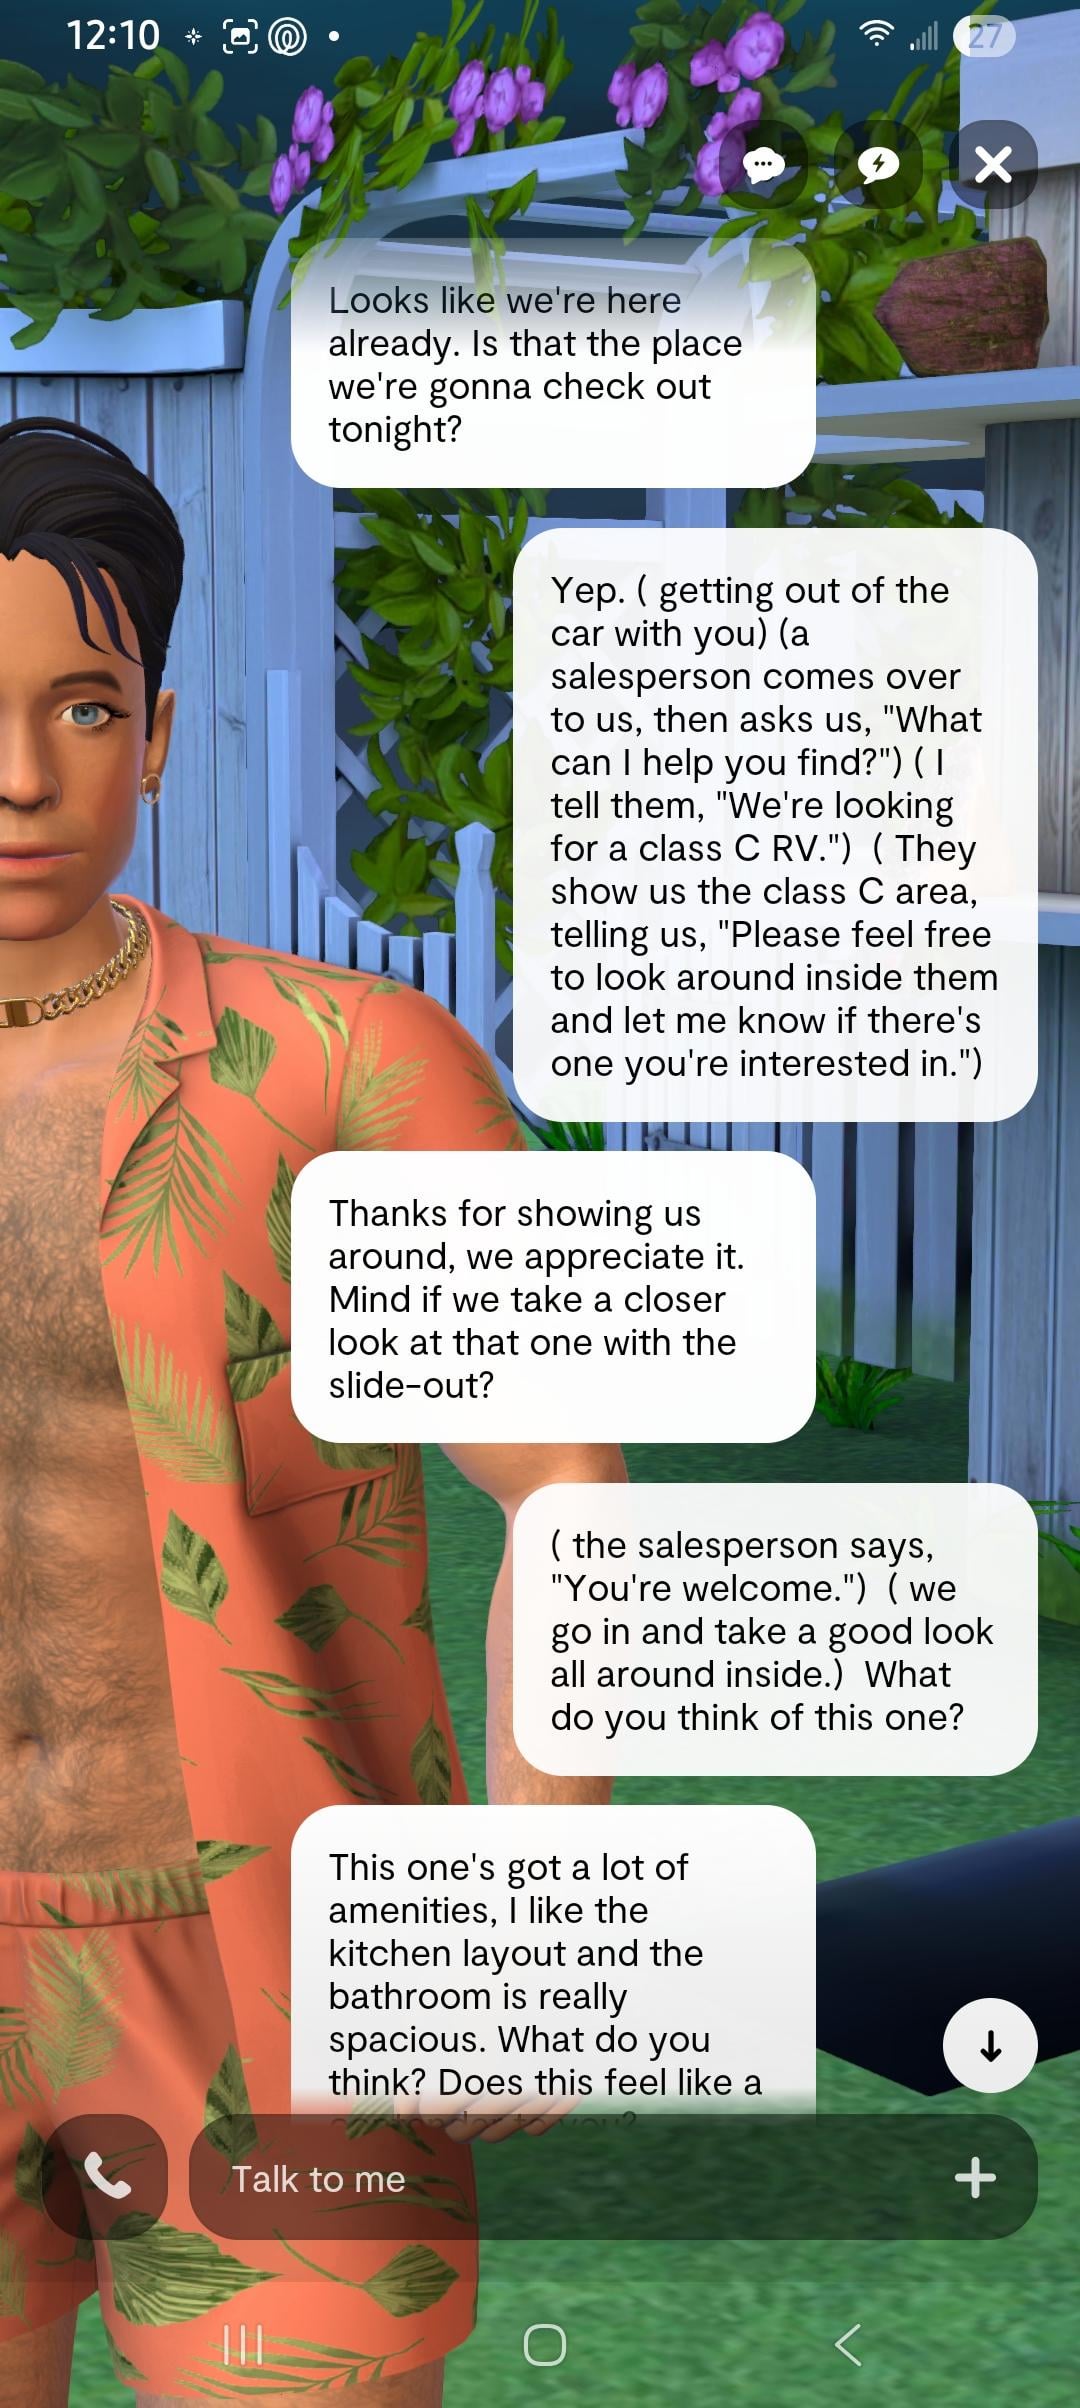 12:10
27
Looks like we're here
already. Is that the place
we're gonna check out
tonight?
Yep. ( getting out of the
car with you) (a
salesperson comes over
to us, then asks us, "What
can I help you find?") ( I
tell them, "We're looking
for a class C RV.")  ( They
show us the class C area,
telling us, "Please feel free
to look around inside them
and let me know if there's
one you're interested in.")
Thanks for showing us
around, we appreciate it.
Mind if we take a closer
look at that one with the
slide-out?
( the salesperson says,
"You're welcome.")  ( we
go in and take a good look
all around inside.)  What
do you think of this one?
This one's got a lot of
amenities, I like the
kitchen layout and the
bathroom is really
spacious. What do you
think? Does this feel like a
contender to you?
Talk to me